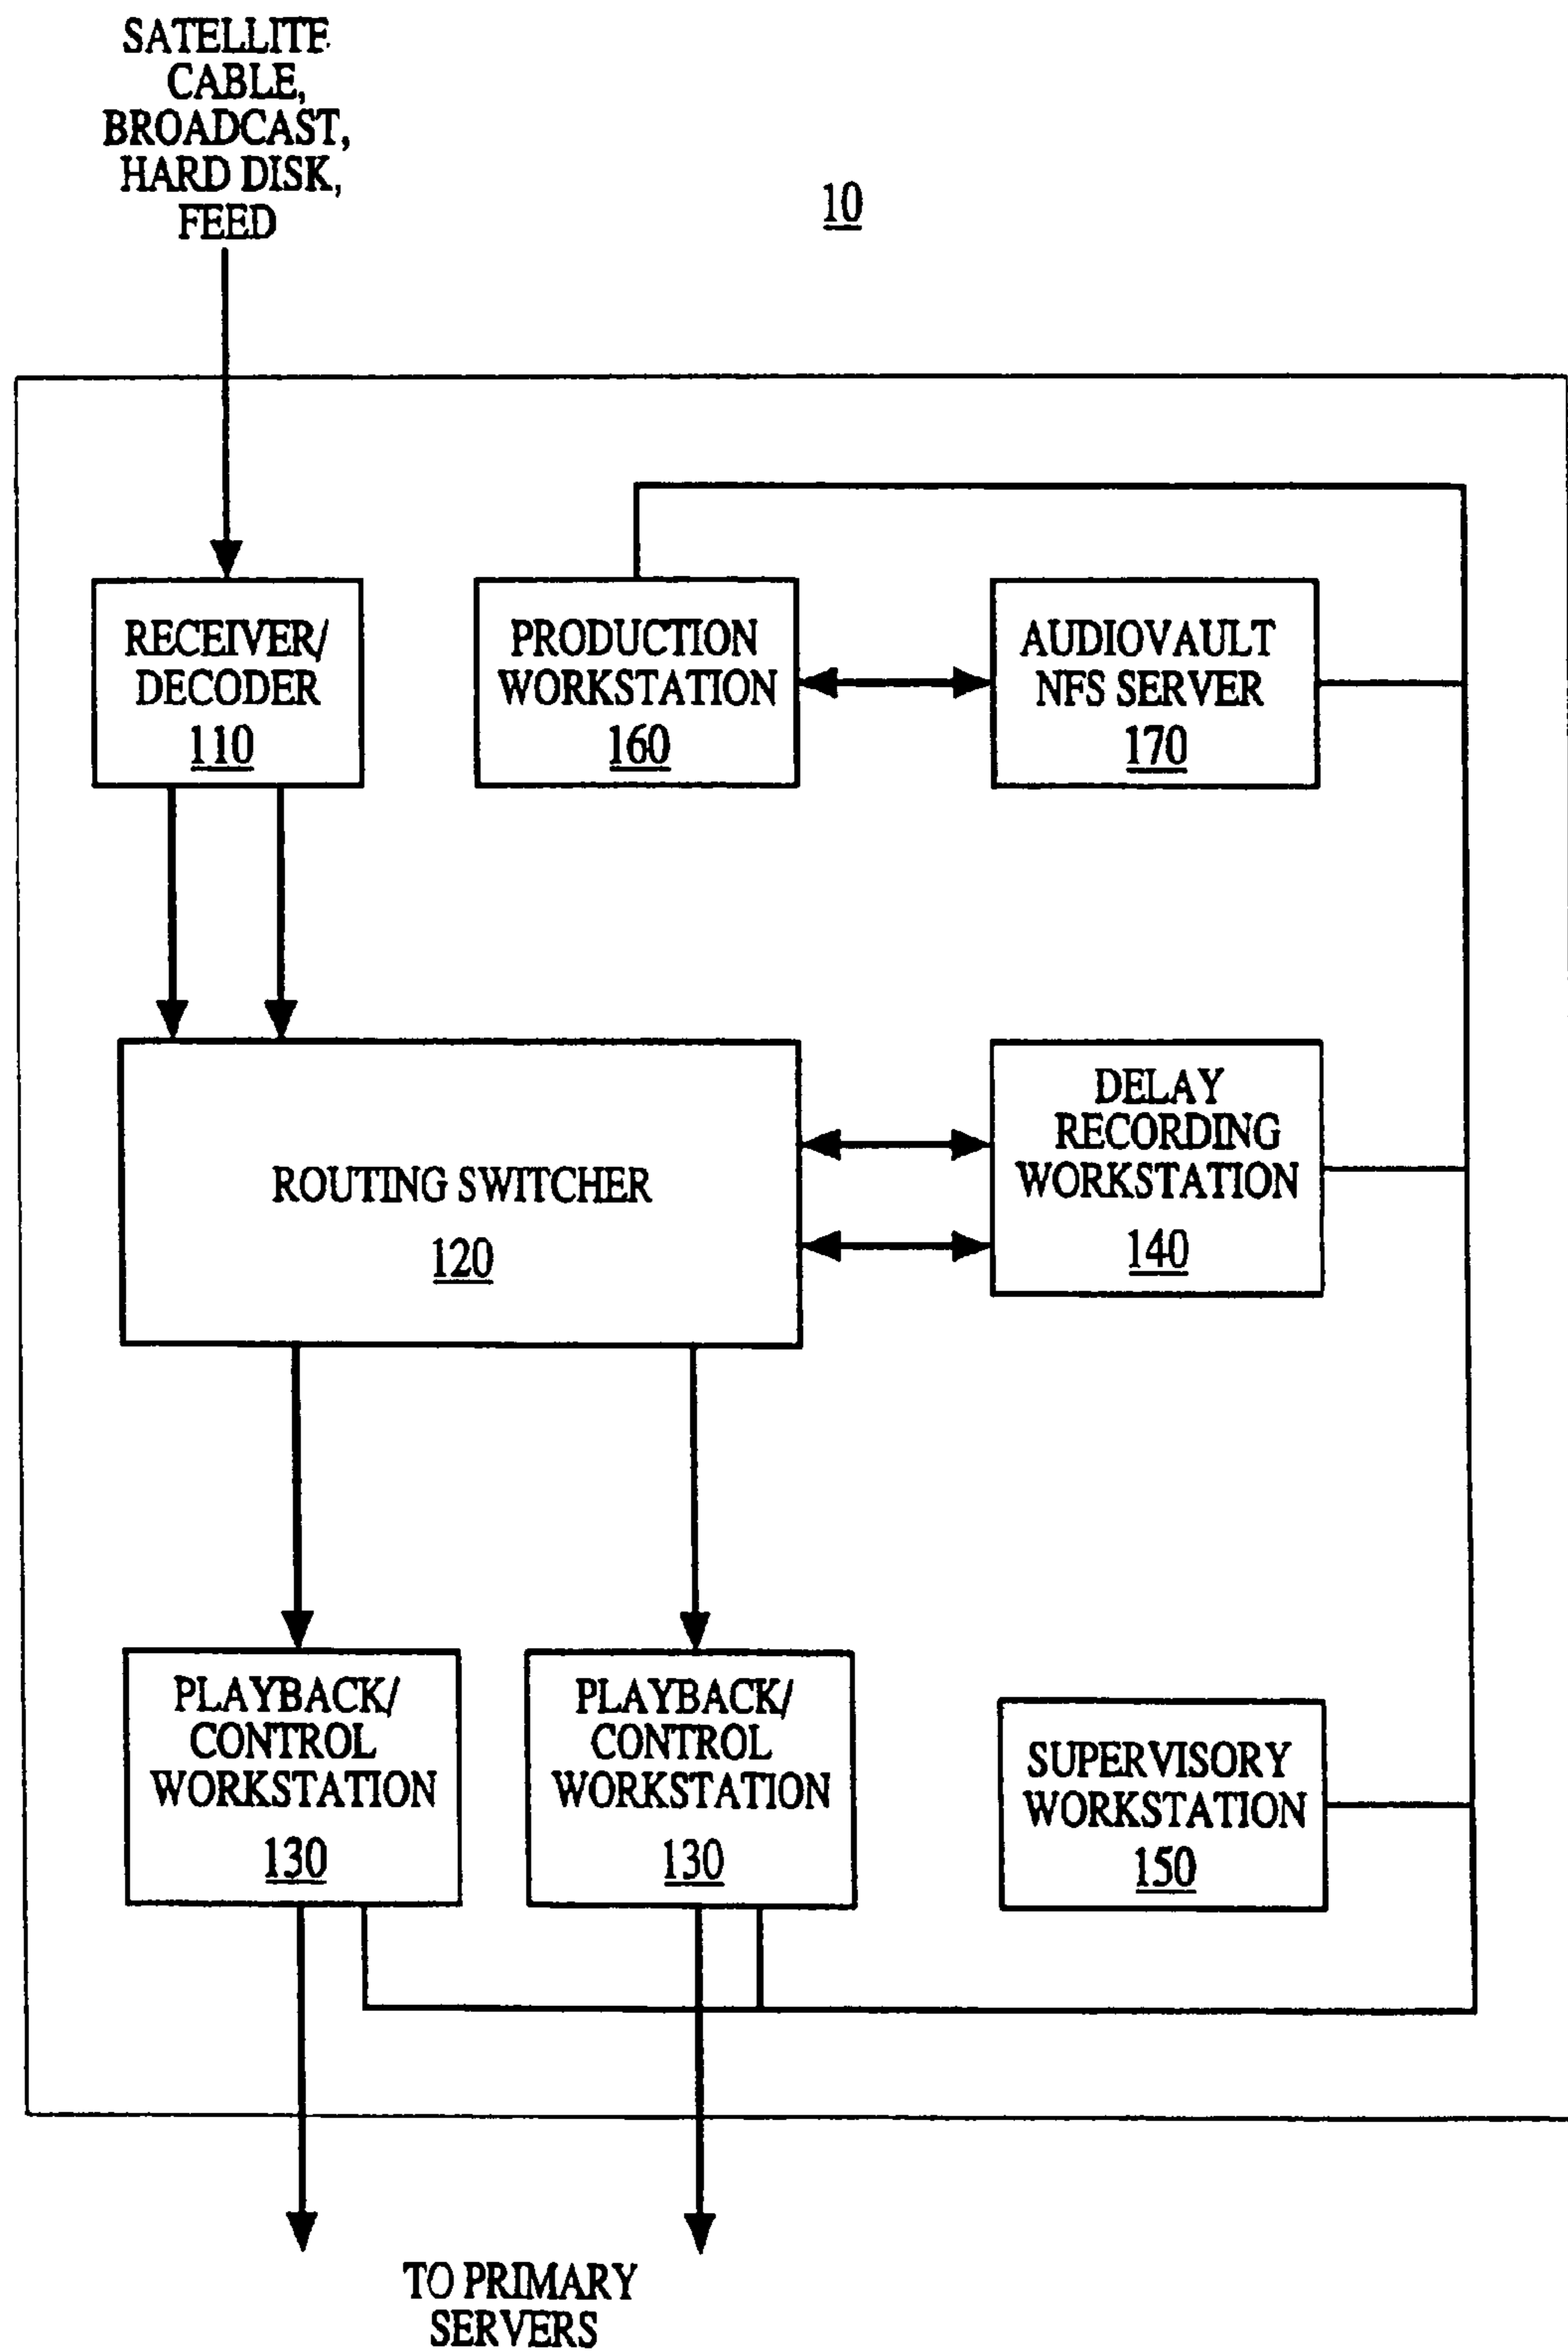 SATELLITE
CABLE,
BROADCAST,
HARD DISK,
FEED
10
RECEIVER/
DECODER
110
PRODUCTION
WORKSTATION
160
AUDIOVAULT
NFS SERVER
170
ROUTING SWITCHER
120
DELAY
RECORDING
WORKSTATION
140
PLAYBACK/
CONTROL
WORKSTATION
130
PLAYBACK/
CONTROL
WORKSTATION
130
SUPERVISORY
WORKSTATION
150
TO PRIMARY
SERVERS